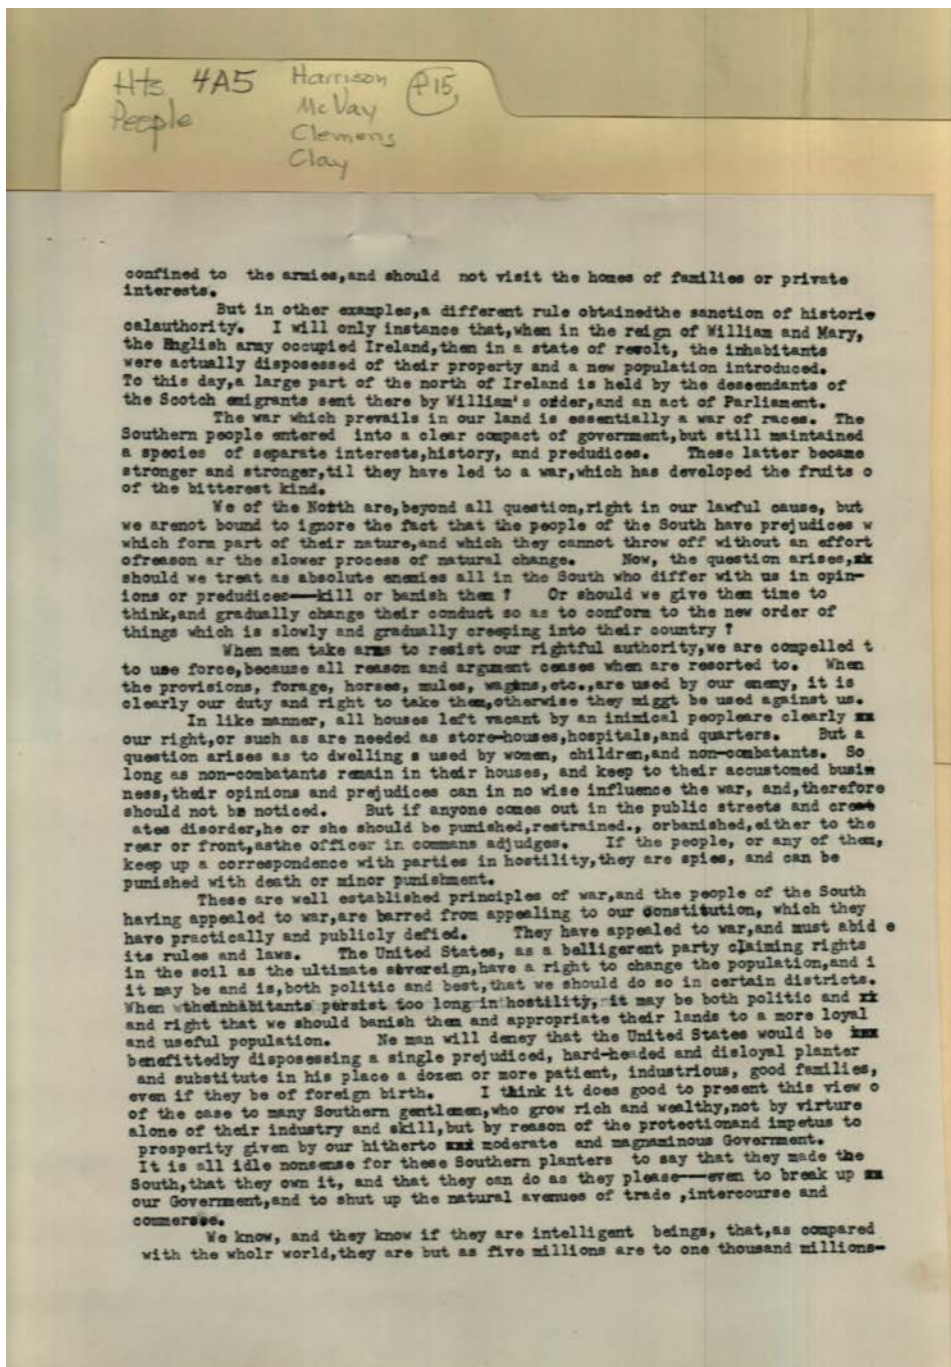 Hts 4A5 Harrison P15
People McVay
Clemens
Clay
confined to the armies,and should not visit the homes of families or private
interests.
But in other examples,a different rule obtainedthe sanction of historic
calauthority. I will only instance that,when in the reign of William and Mary,
the English army occupied Ireland,then in a state of revolt, the inhabitants
were actually disposessed of their property and a new population introduced.
To this day,a large part of the north of Ireland is held by the descendants of
the Scotch emigrants sent there by William's order,and an act of Parliament.
The war which prevails in our land is essentially a war of races. The
Southern people entered into a clear compact of government,but still maintained
a species of separate interests,history, and predudices. These latter became
stronger and stronger,til they have led to a war,which has developed the fruits o
of the bitterest kind.
We of the North are,beyond all question,right in our lawful cause, but
we arenot bound to ignore the fact that the people of the South have prejudices w
which form part of their nature,and which they cannot throw off without an effort
ofreason ar the slower process of natural change. Now, the question arises,xx
should we treat as absolute enemies all in the South who differ with us in opin-
ions or predudices---kill or banish them ? Or should we give them time to
think,and gradually change their conduct so as to conform to the new order of
things which is slowly and gradually creeping into their country ?
When men take arms to resist our rightful authority,we are compelled t
to use force,because all reason and argument ceases when are resorted to. When
the provisions, forage, horses, mules, wagons,etc.,are used by our enemy, it is
clearly our duty and right to take them,otherwise they miggt be used against us.
In like manner, all houses left vacant by an inimical peopleare clearly xx
our right,or such as are needed as store-houses,hospitals,and quarters. But a
question arises as to dwelling s used by women, children,and non-combatants. So
long as non-combatants remain in their houses, and keep to their accustomed busin
ness,their opinions and prejudices can in no wise influence the war, and,therefore
should not be noticed. But if anyone comes out in the public streets and creat
ates disorder,he or she should be punished,restrained., orbanished,either to the
rear or front,asthe officer in commans adjudges. If the people, or any of them,
keep up a correspondence with parties in hostility,they are spies, and can be
punished with death or minor punishment.
These are well established principles of war,and the people of the South
having appealed to war,are barred from appealing to our Constitution, which they
have practically and publicly defied. They have appealed to war,and must abid e
its rules and laws. The United States, as a belligerent party claiming rights
in the soil as the ultimate sovereign,have a right to change the population,and i
it may be and is,both politic and best,that we should do so in certain districts.
When theinhabitants persist too long in hostility, it may be both politic and xx
and right that we should banish them and appropriate their lands to a more loyal
and useful population. No man will deney that the United States would be xxx
benefittedby disposessing a single prejudiced, hard-headed and disloyal planter
and substitute in his place a dozen or more patient, industrious, good families,
even if they be of foreign birth. I think it does good to present this view o
of the case to many Southern gentlemen,who grow rich and wealthy,not by virture
alone of their industry and skill,but by reason of the protectionand impetus to
prosperity given by our hitherto xxx moderate and magnaminous Government.
It is all idle nonsense for these Southern planters to say that they made the
South,that they own it, and that they can do as they please---even to break up xx
our Government,and to shut up the natural avenues of trade ,intercourse and
commerse.
We know, and they know if they are intelligent beings, that,as compared
with the wholr world,they are but as five millions are to one thousand millions-